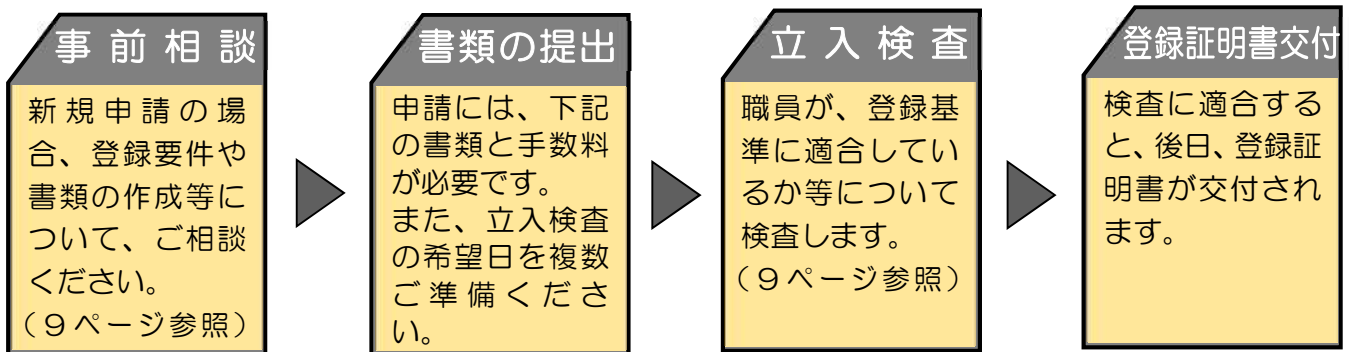 事前相談
新規申請の場
合、登録要件や
書類の作成等に
ついて、ご相談
ください。
（９ページ参照）
書類の提出
申請には、下記
の書類と手数料
が必要です。
また、立入検査
の希望日を複数
ご準備くださ
い。
立入検査
職員が、登録基
準に適合してい
るか等について
検査します。
（９ページ参照）
登録証明書交付
検査に適合する
と、後日、登録証
明書が交付され
ます。